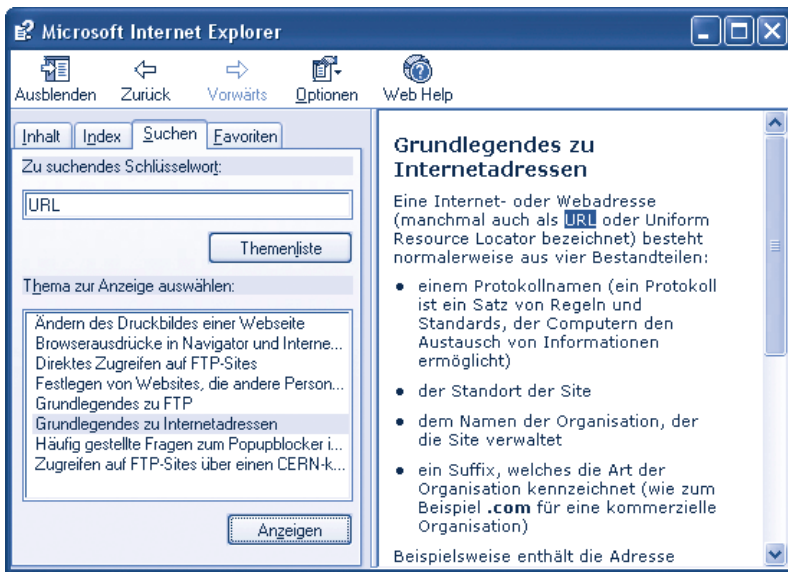 Microsoft Internet Explorer
Ausblenden Zurück Vorwärts Optionen Web Help
Inhalt Index Suchen Favoriten
Zu suchendes Schlüsselwort:
URL
Themenliste
Thema zur Anzeige auswählen:
Ändern des Druckbildes einer Webseite
Browserausdrücke in Navigator und Interne...
Direktes Zugreifen auf FTP-Sites
Festlegen von Websites, die andere Person...
Grundlegendes zu FTP
Grundlegendes zu Internetadressen
Häufig gestellte Fragen zum Popupblocker i...
Zugreifen auf FTP-Sites über einen CERN-k...
Anzeigen
Grundlegendes zu
Internetadressen
Eine Internet- oder Webadresse
(manchmal auch als URL oder Uniform
Resource Locator bezeichnet) besteht
normalerweise aus vier Bestandteilen:
• einem Protokollnamen (ein Protokoll
ist ein Satz von Regeln und
Standards, der Computern den
Austausch von Informationen
ermöglicht)
• der Standort der Site
• dem Namen der Organisation, der
die Site verwaltet
• ein Suffix, welches die Art der
Organisation kennzeichnet (wie zum
Beispiel .com für eine kommerzielle
Organisation)
Beispielsweise enthält die Adresse